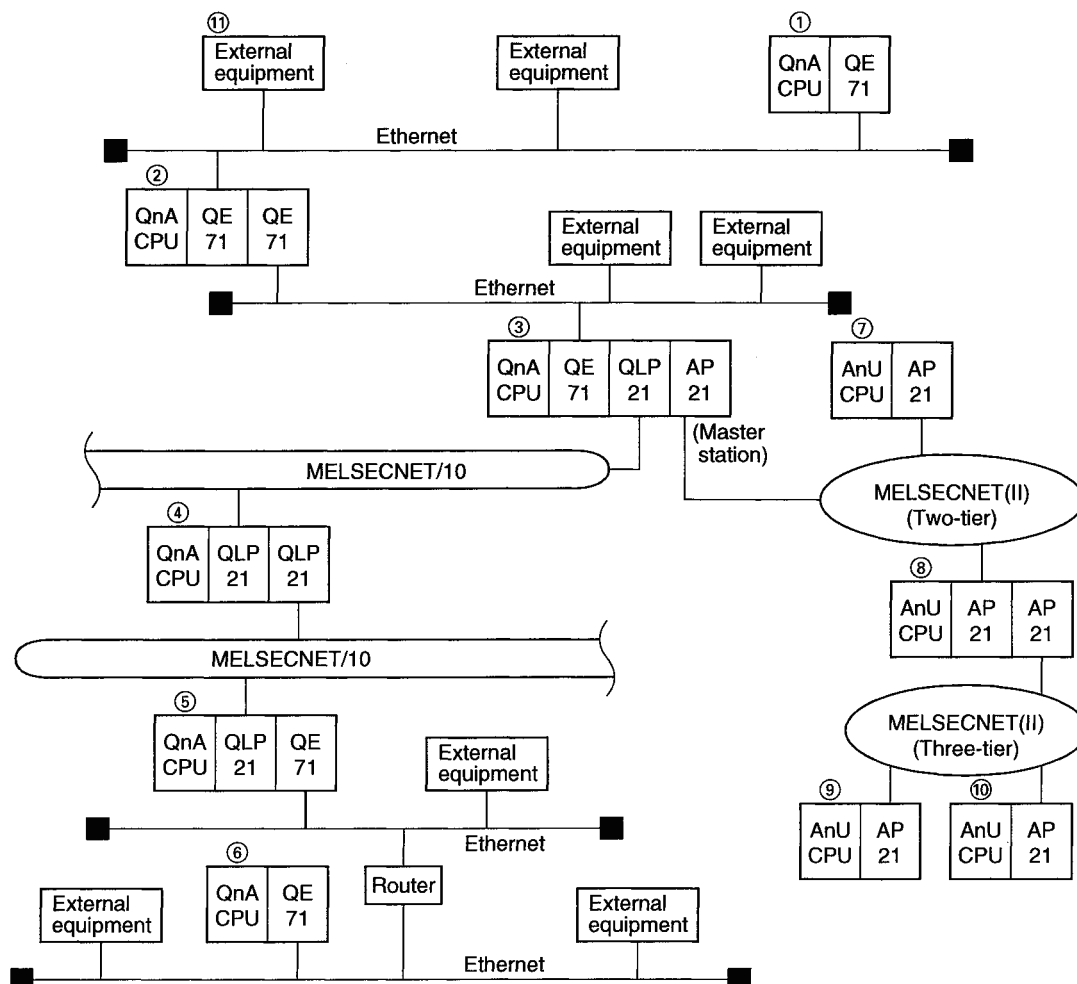 ⑪
External
equipment
External
equipment
①
QnA
CPU
QE
71
Ethernet
②
QnA
CPU
QE
71
QE
71
External
equipment
External
equipment
Ethernet
③
QnA
CPU
QE
71
QLP
21
AP
21
(Master
station)
⑦
AnU
CPU
AP
21
MELSECNET/10
MELSECNET(II)
(Two-tier)
④
QnA
CPU
QLP
21
QLP
21
⑧
AnU
CPU
AP
21
AP
21
MELSECNET/10
⑤
QnA
CPU
QLP
21
QE
71
External
equipment
MELSECNET(II)
(Three-tier)
⑨
AnU
CPU
AP
21
⑩
AnU
CPU
AP
21
Ethernet
⑥
QnA
CPU
QE
71
Router
External
equipment
External
equipment
Ethernet